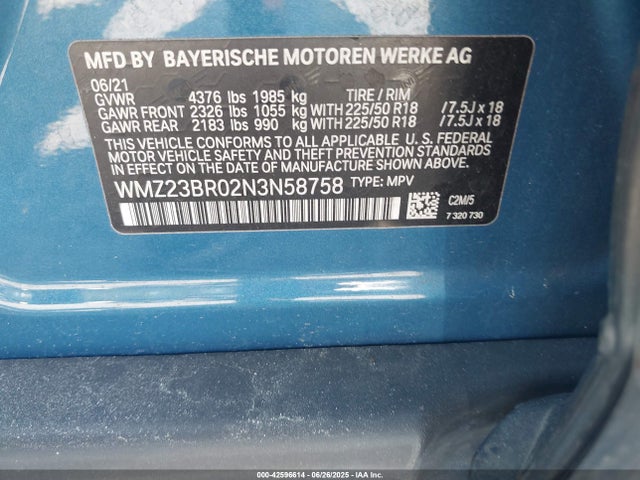 MFD BY BAYERISCHE MOTOREN WERKE AG
06/21
GVWR 4376 lbs 1985 kg TIRE / RIM
GAWR FRONT 2326 lbs 1055 kg WITH 225/50 R18 /7.5J x 18
GAWR REAR 2183 lbs 990 kg WITH 225/50 R18 /7.5J x 18
THIS VEHICLE CONFORMS TO ALL APPLICABLE U. S. FEDERAL
MOTOR VEHICLE SAFETY AND THEFT PREVENTION STANDARDS
IN EFFECT ON THE DATE OF MANUFACTURE SHOWN ABOVE.
WMZ23BR02N3N58758 TYPE: MPV
C2M/5
7 320 730
000-42596614 | 06/26/2025 - IAAI.com